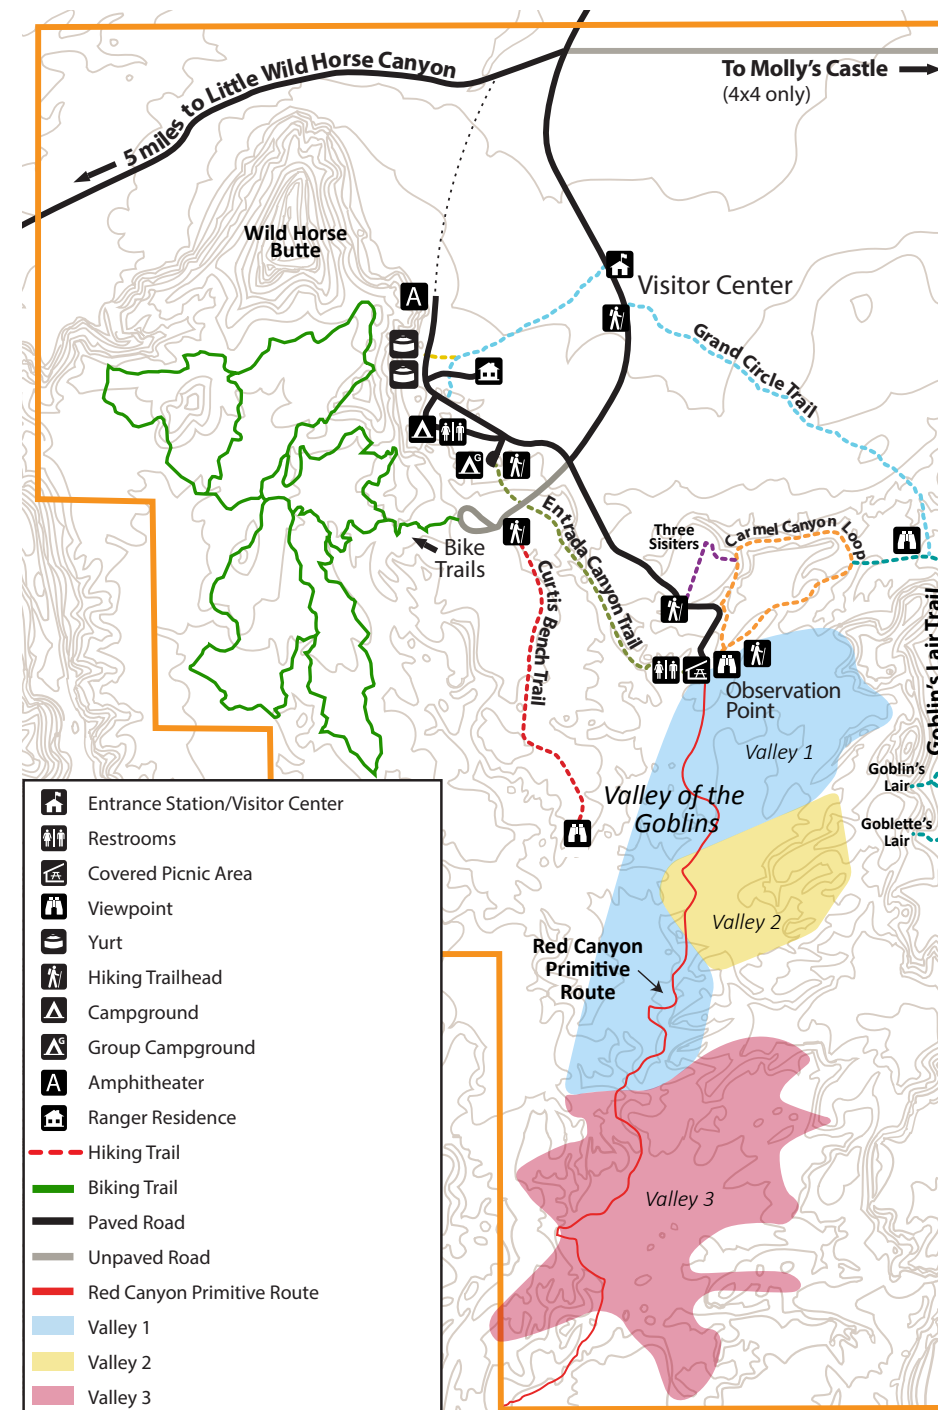 5 miles to Little Wild Horse Canyon
To Molly's Castle
(4x4 only)
Wild Horse
Butte
A
Visitor Center
Grand Circle Trail
G
Entrada Canyon Trail
Three
Sisiters
Carmel Canyon Loop
Bike
Trails
Curtis Bench Trail
Goblin's Lair Trail
Observation
Point
Valley 1
Goblin's
Lair
Valley of the
Goblins
Goblette's
Lair
Valley 2
Red Canyon
Primitive
Route
Valley 3
Entrance Station/Visitor Center
Restrooms
Covered Picnic Area
Viewpoint
Yurt
Hiking Trailhead
Campground
G
Group Campground
A
Amphitheater
Ranger Residence
Hiking Trail
Biking Trail
Paved Road
Unpaved Road
Red Canyon Primitive Route
Valley 1
Valley 2
Valley 3